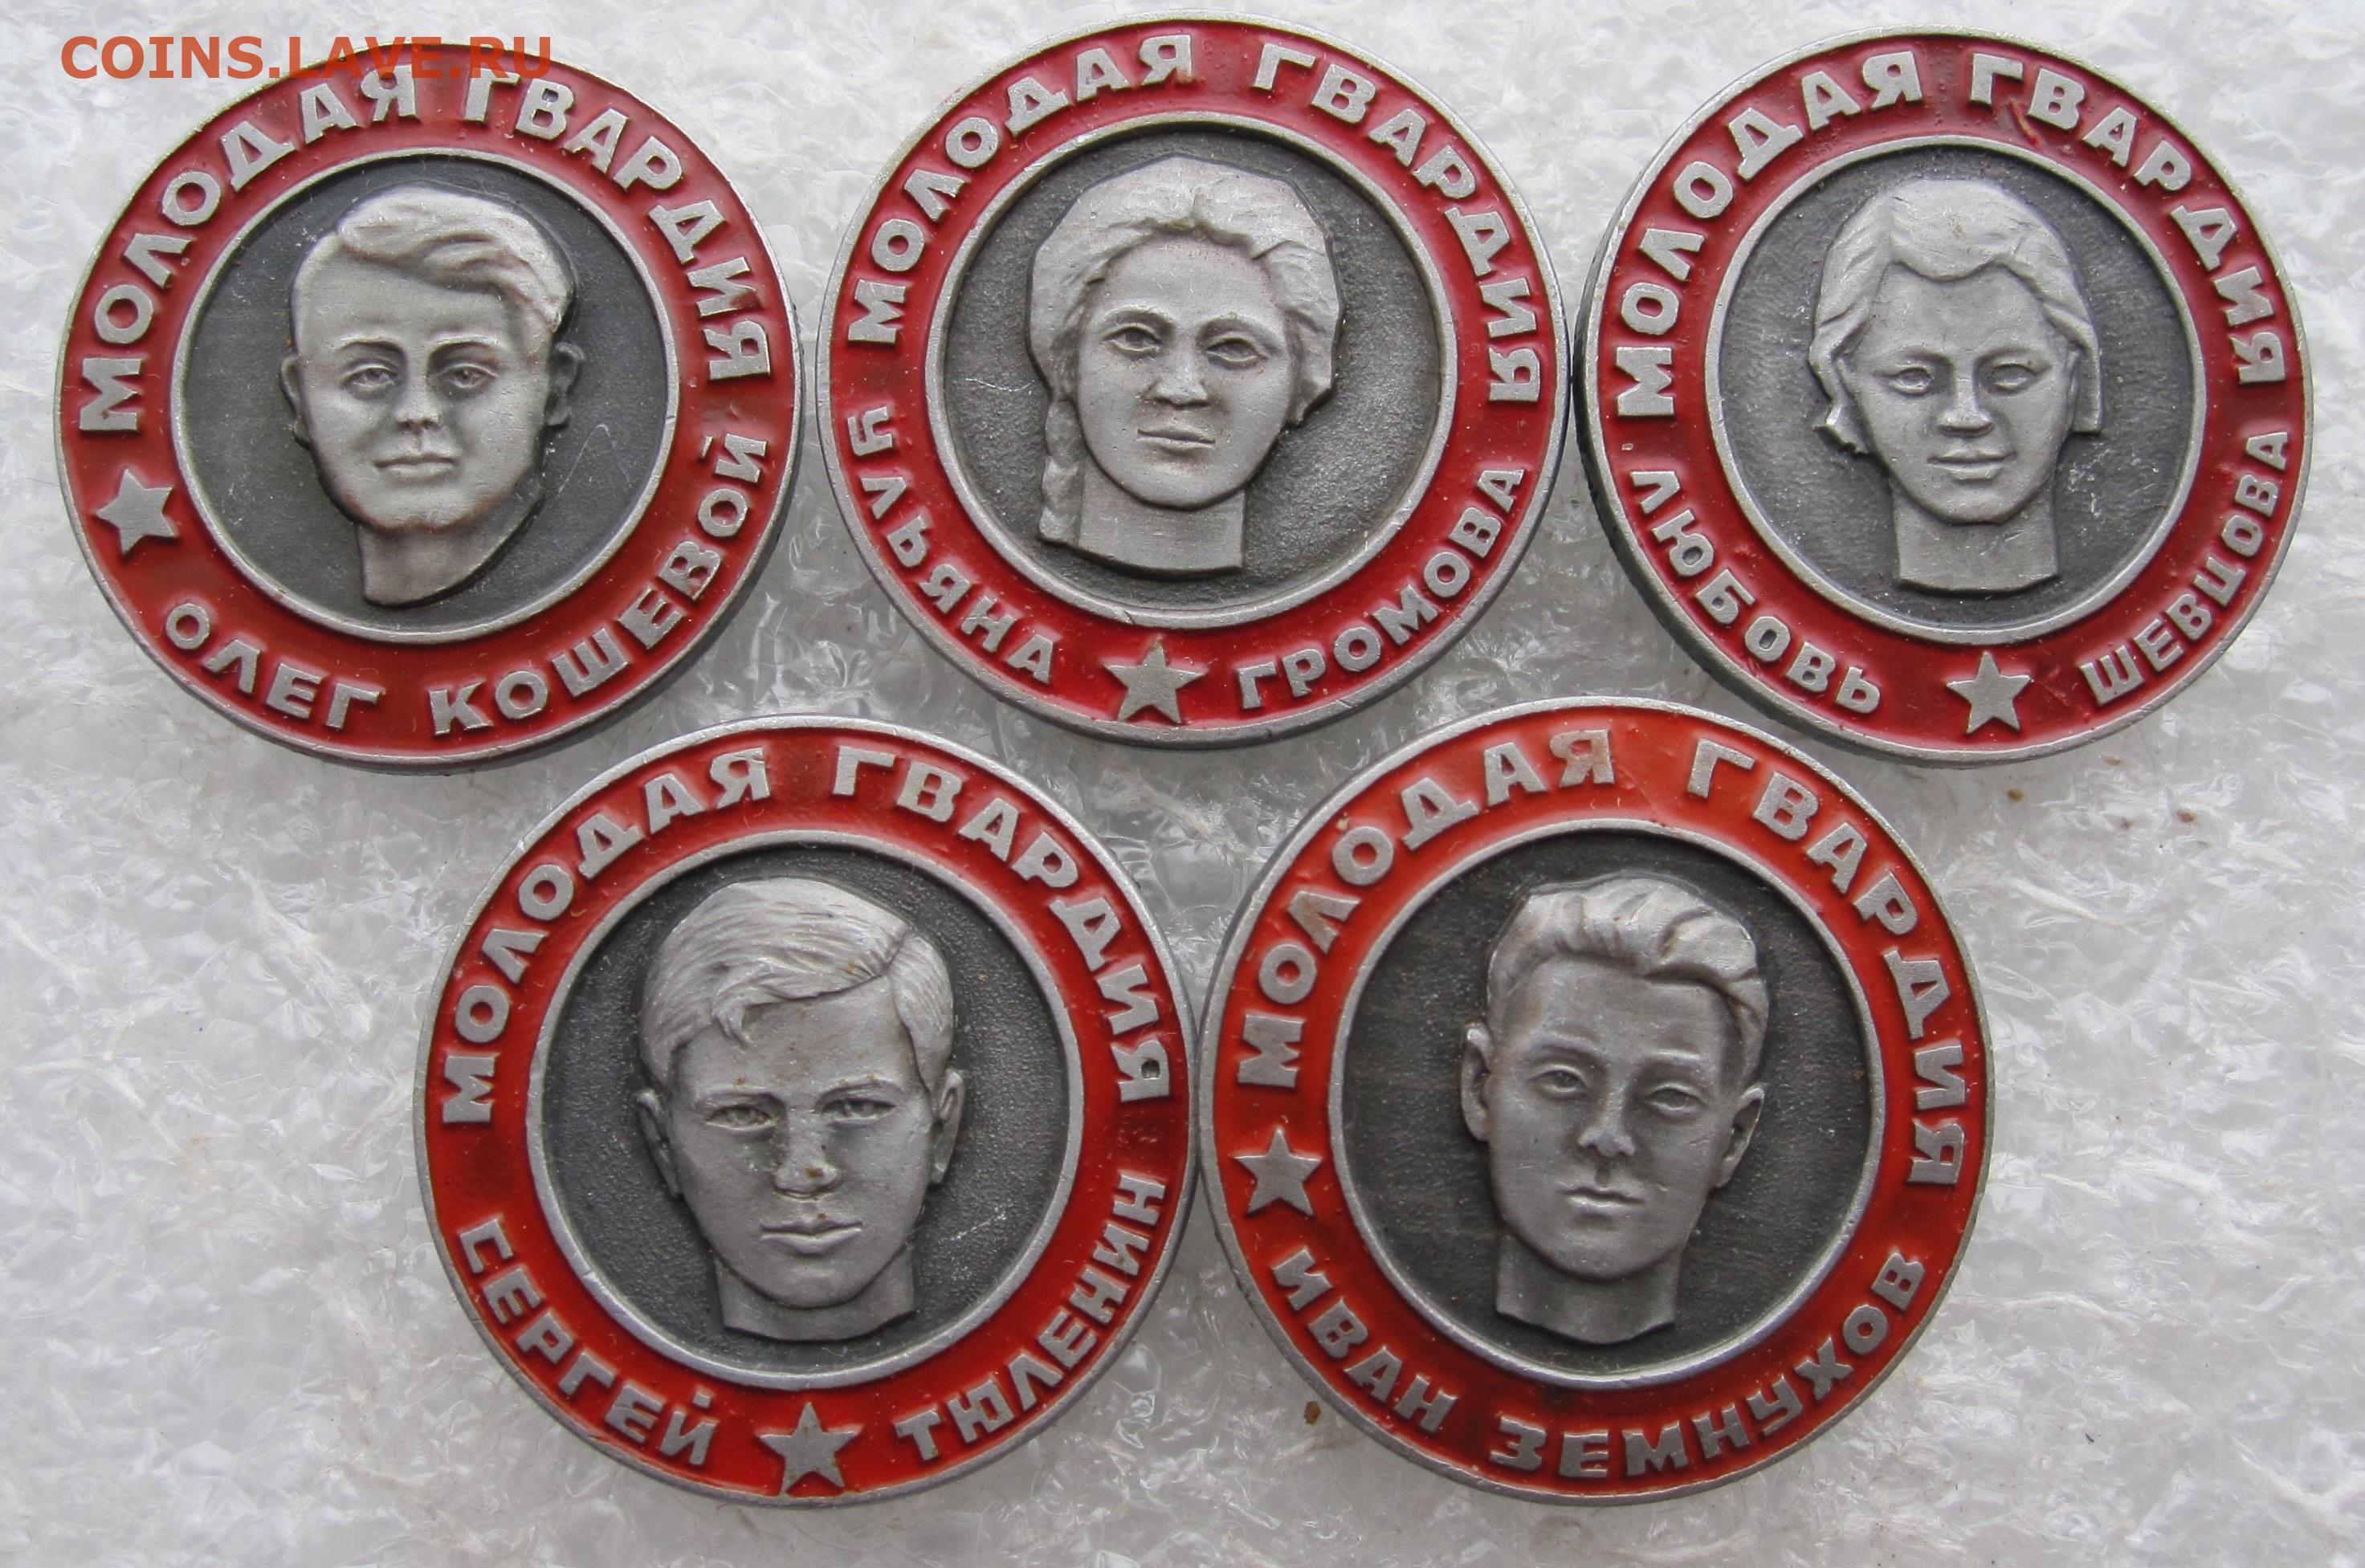 COINS.LAVE.RU
МОЛОДАЯ ГВАРДИЯ
ОЛЕГ КОШЕВОЙ
МОЛОДАЯ ГВАРДИЯ
УЛЬЯНА ГРОМОВА
МОЛОДАЯ ГВАРДИЯ
ЛЮБОВЬ ШЕВЦОВА
МОЛОДАЯ ГВАРДИЯ
СЕРГЕЙ ТЮЛЕНИН
МОЛОДАЯ ГВАРДИЯ
ИВАН ЗЕМНУХОВ